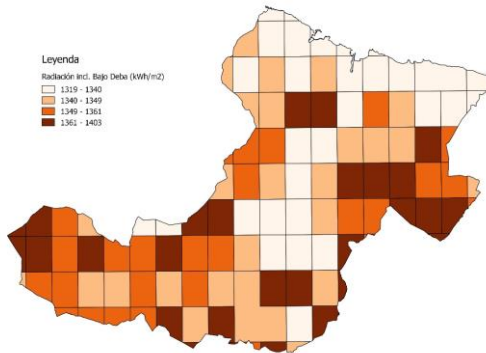 Leyenda
Radiación incl. Bajo Deba (kWh/m2)
1319 - 1340
1340 - 1349
1349 - 1361
1361 - 1403